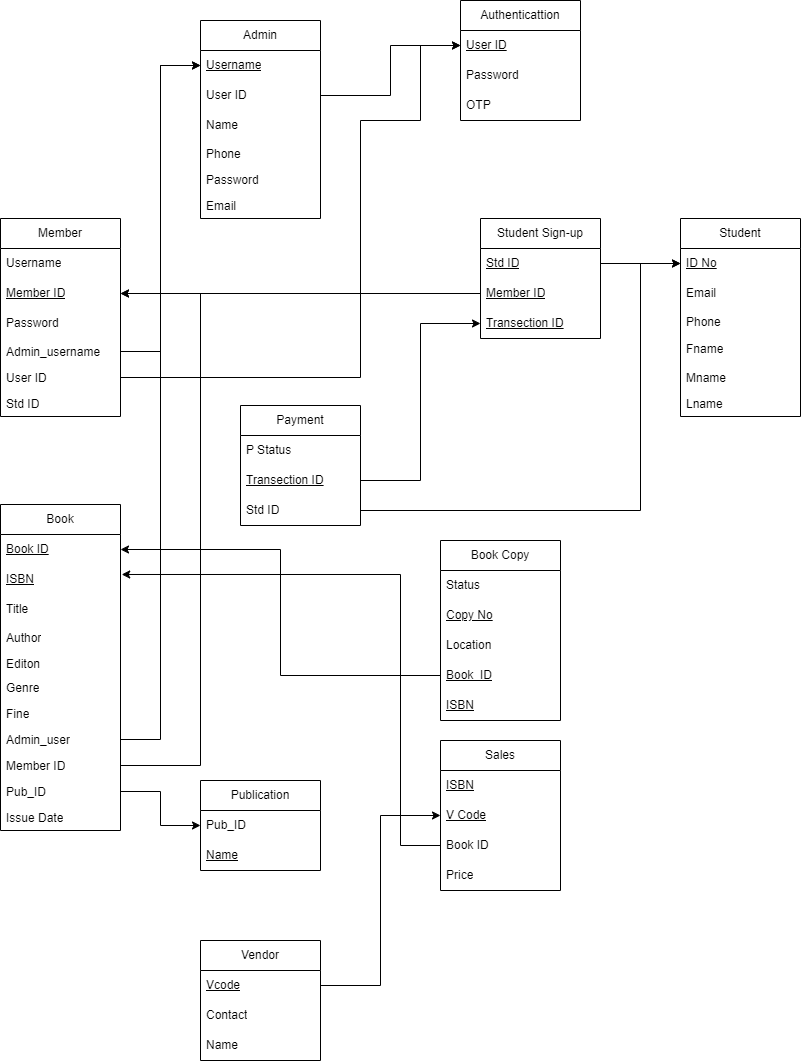 Authenticattion
User ID
Password
OTP
Admin
Username
User ID
Name
Phone
Password
Email
Member
Username
Member ID
Password
Admin_username
User ID
Std ID
Student Sign-up
Std ID
Member ID
Transection ID
Student
ID No
Email
Phone
Fname
Mname
Lname
Payment
P Status
Transection ID
Std ID
Book
Book ID
ISBN
Title
Author
Editon
Genre
Fine
Admin_user
Member ID
Pub_ID
Issue Date
Book Copy
Status
Copy No
Location
Book_ID
ISBN
Sales
ISBN
V Code
Book ID
Price
Publication
Pub_ID
Name
Vendor
Vcode
Contact
Name